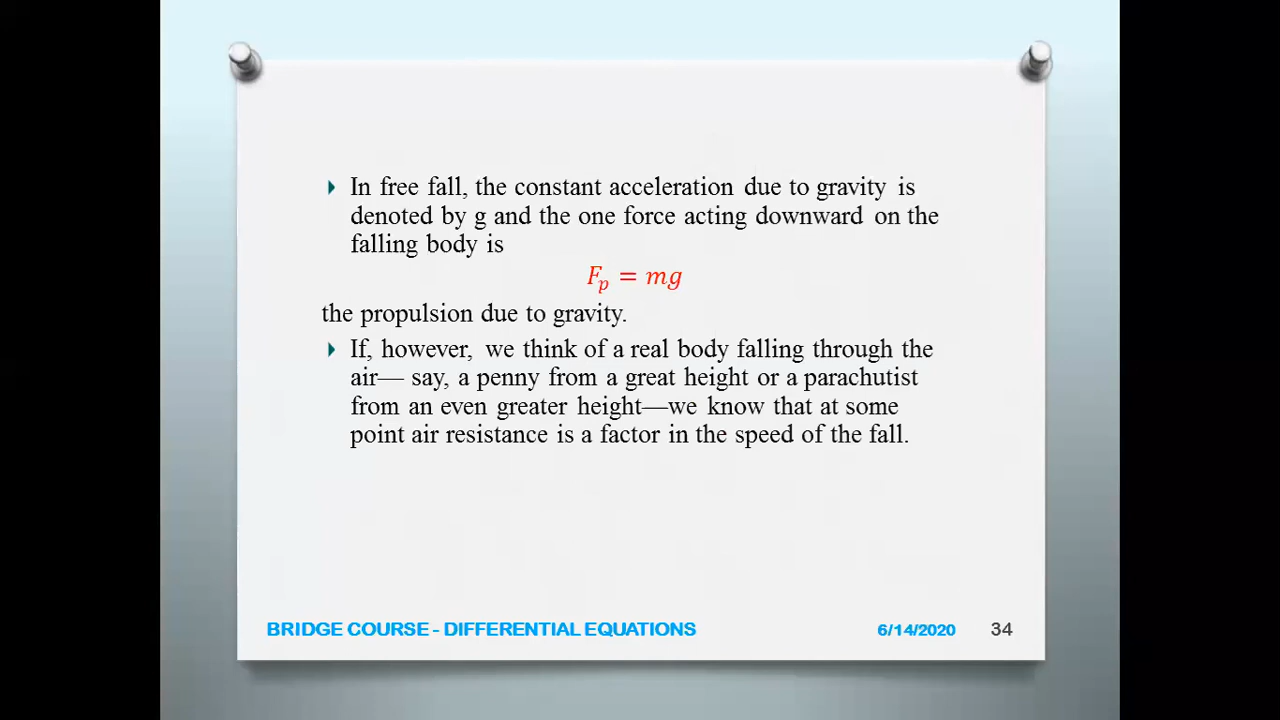 In free fall, the constant acceleration due to gravity is
denoted by g and the one force acting downward on the
falling body is
F_p = mg
the propulsion due to gravity.
If, however, we think of a real body falling through the
air— say, a penny from a great height or a parachutist
from an even greater height—we know that at some
point air resistance is a factor in the speed of the fall.
BRIDGE COURSE - DIFFERENTIAL EQUATIONS 6/14/2020 34